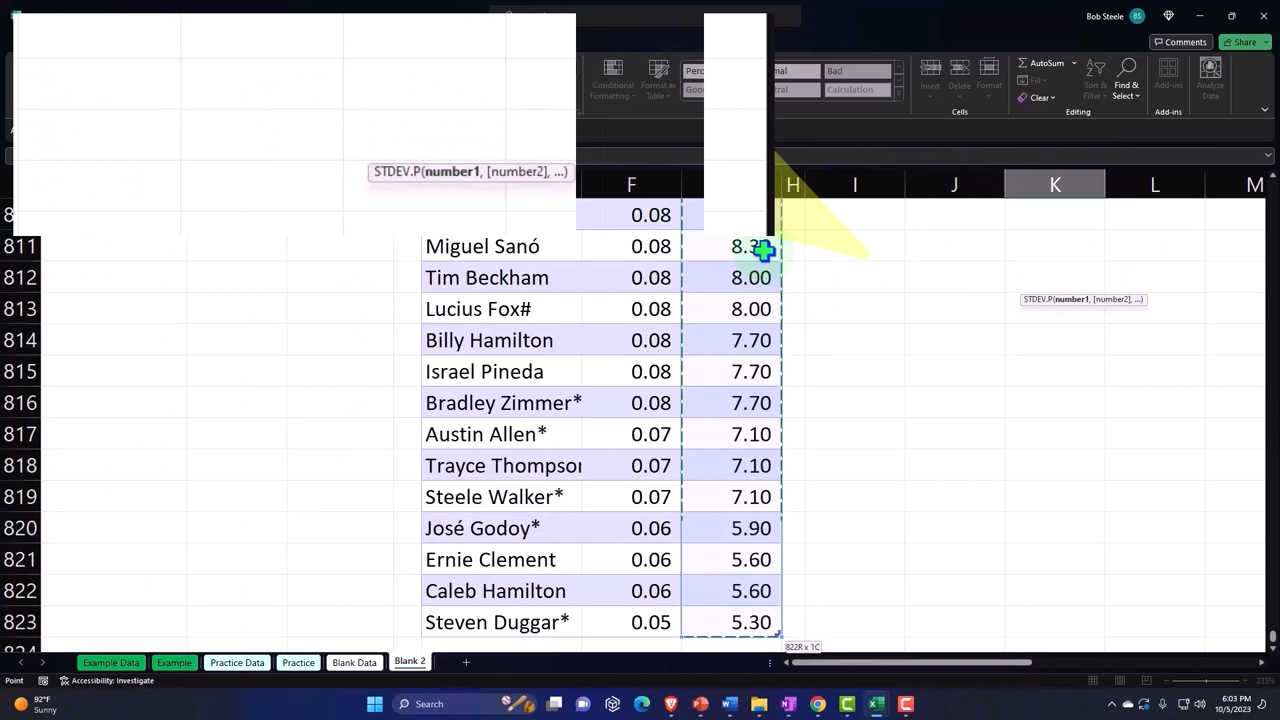 Bob Steele BS
Comments Share
Conditional Formatting Format as Table Bad Calculation Insert Delete Format AutoSum Fill Clear Sort & Filter Find & Select Add-ins Analyze Data
Cells Editing Add-ins
STDEV.P(number1, [number2], ...)
F H I J K L M
0.08
811 Miguel Sanó 0.08
812 Tim Beckham 0.08 8.00
STDEV.P(number1, [number2], ...)
813 Lucius Fox# 0.08 8.00
814 Billy Hamilton 0.08 7.70
815 Israel Pineda 0.08 7.70
816 Bradley Zimmer* 0.08 7.70
817 Austin Allen* 0.07 7.10
818 Trayce Thompson 0.07 7.10
819 Steele Walker* 0.07 7.10
820 José Godoy* 0.06 5.90
821 Ernie Clement 0.06 5.60
822 Caleb Hamilton 0.06 5.60
823 Steven Duggar* 0.05 5.30
822R x 1C
Example Data Example Practice Data Practice Blank Data Blank 2
Point Accessibility: Investigate 235%
92°F
Sunny
Search
6:03 PM
10/5/2023